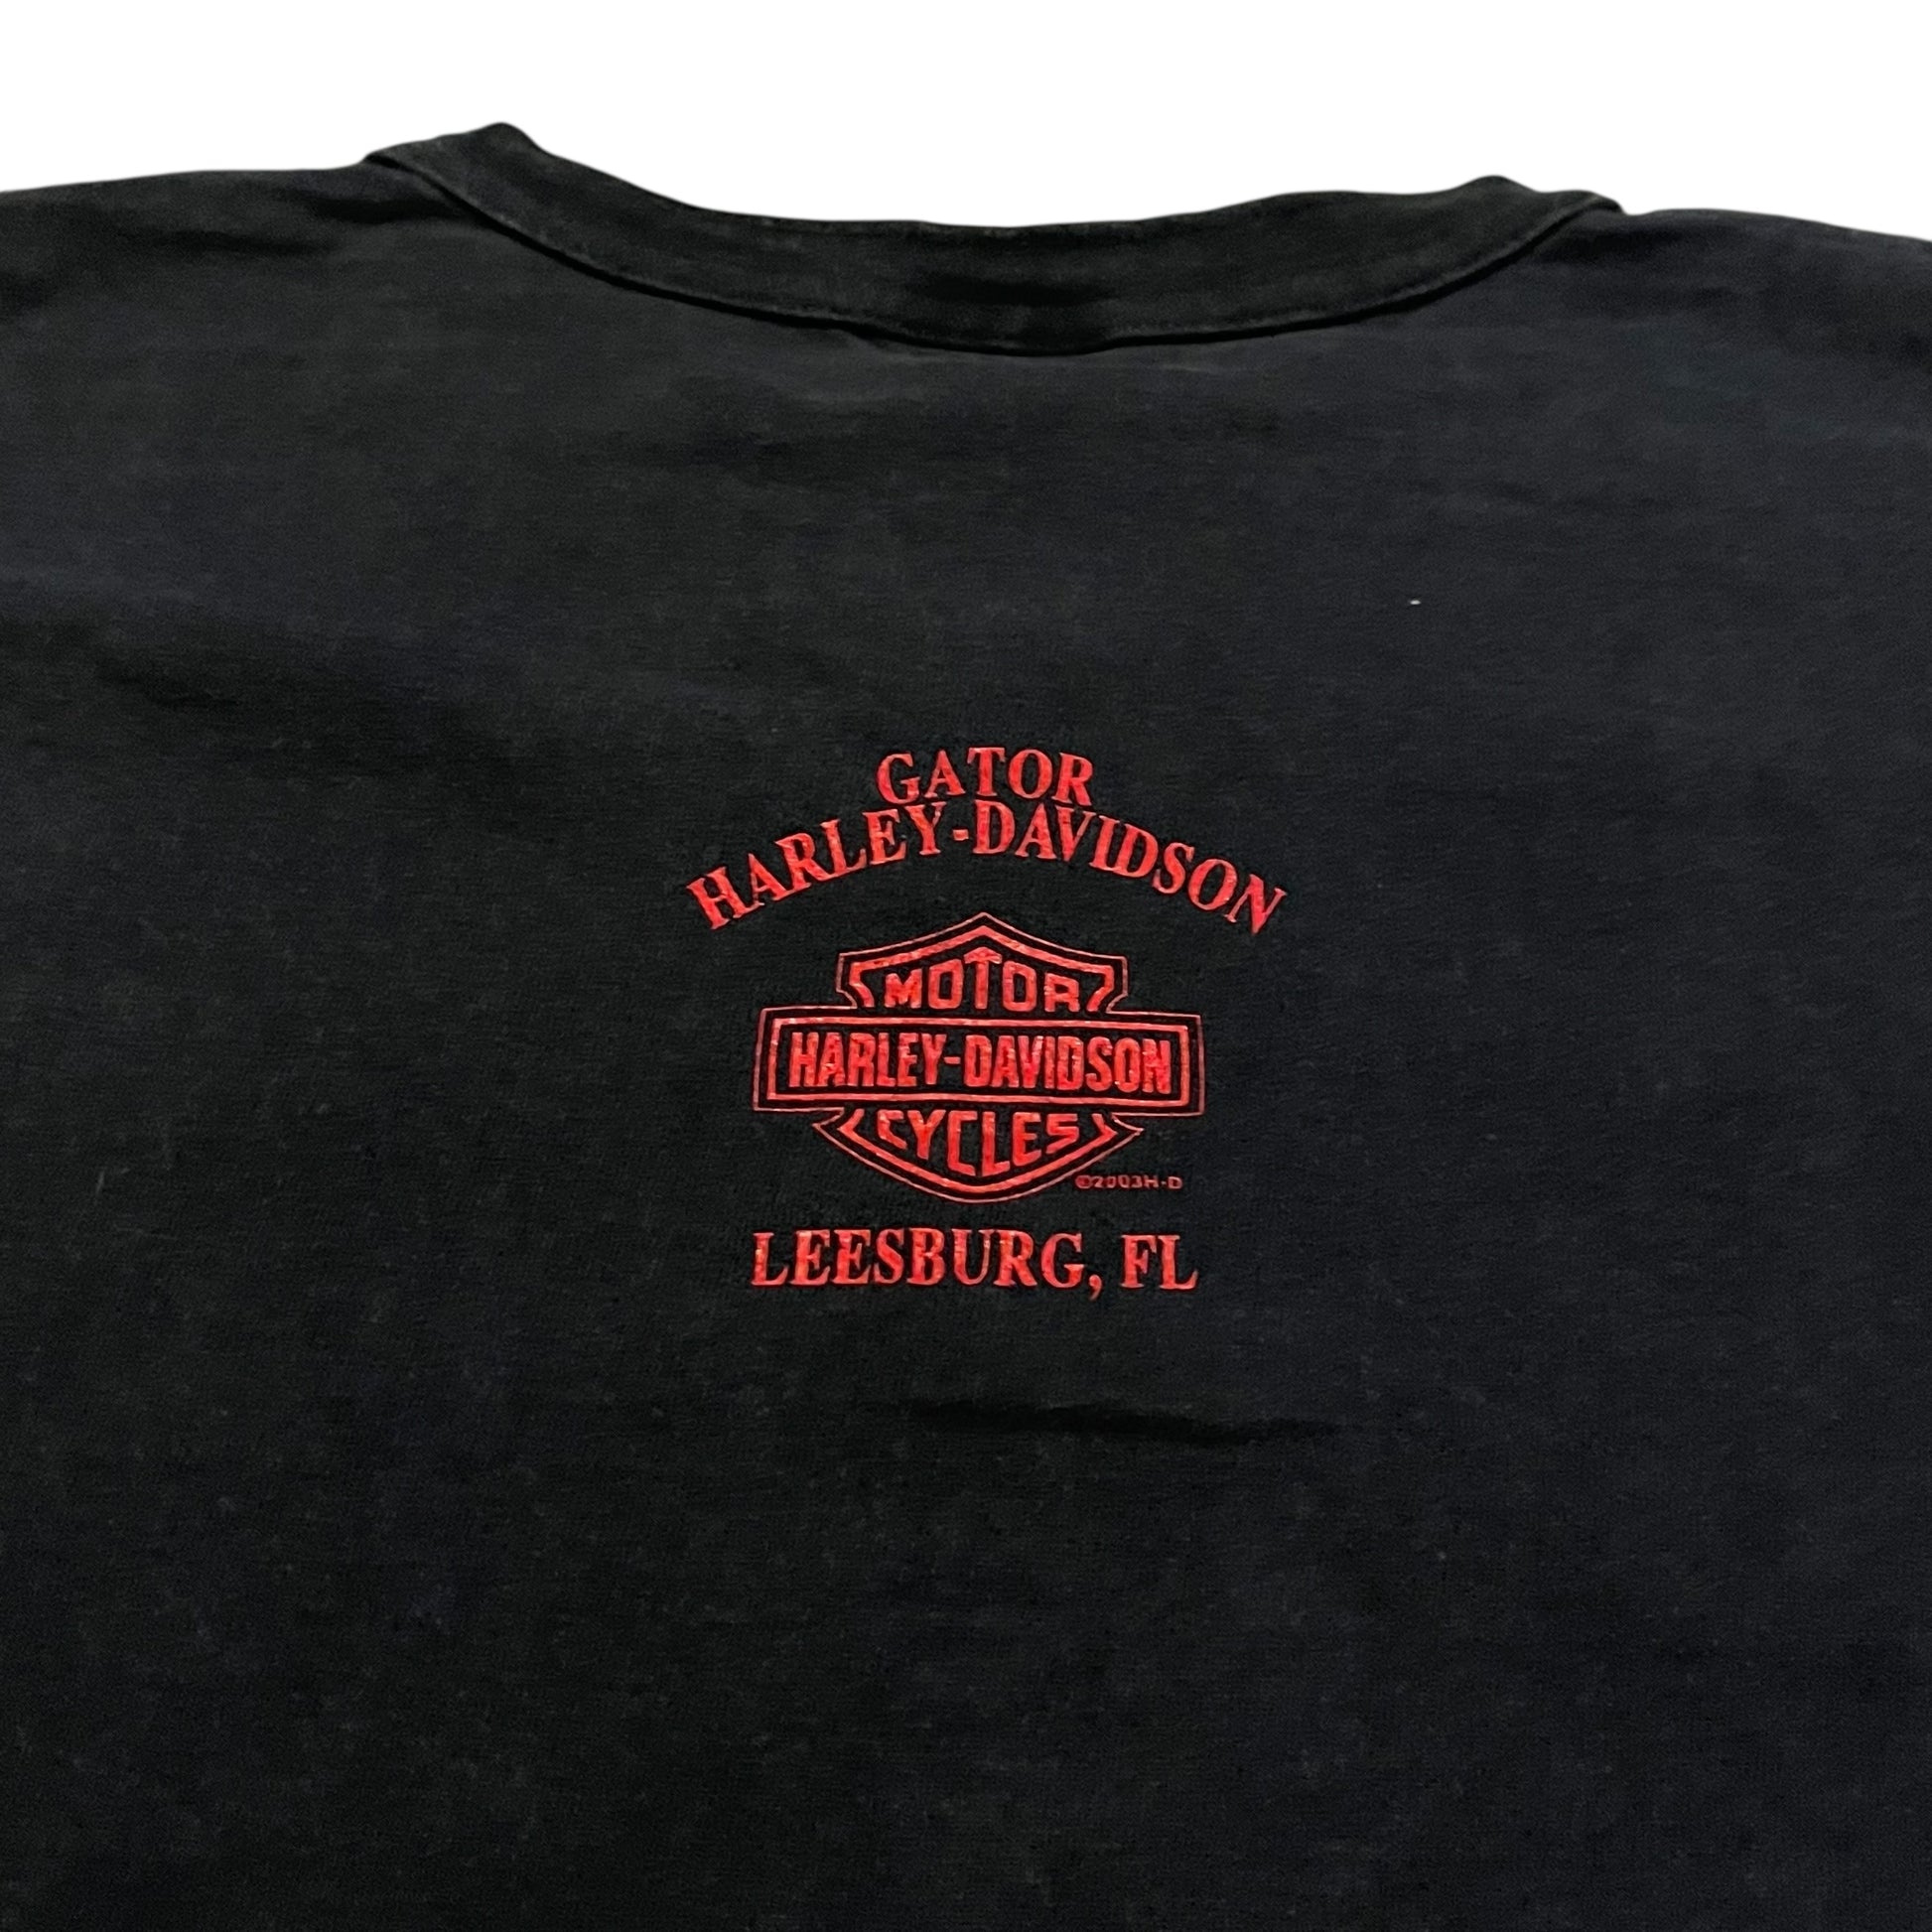 GATOR
HARLEY-DAVIDSON
MOTOR
HARLEY-DAVIDSON
CYCLES
©2003H-D
LEESBURG, FL